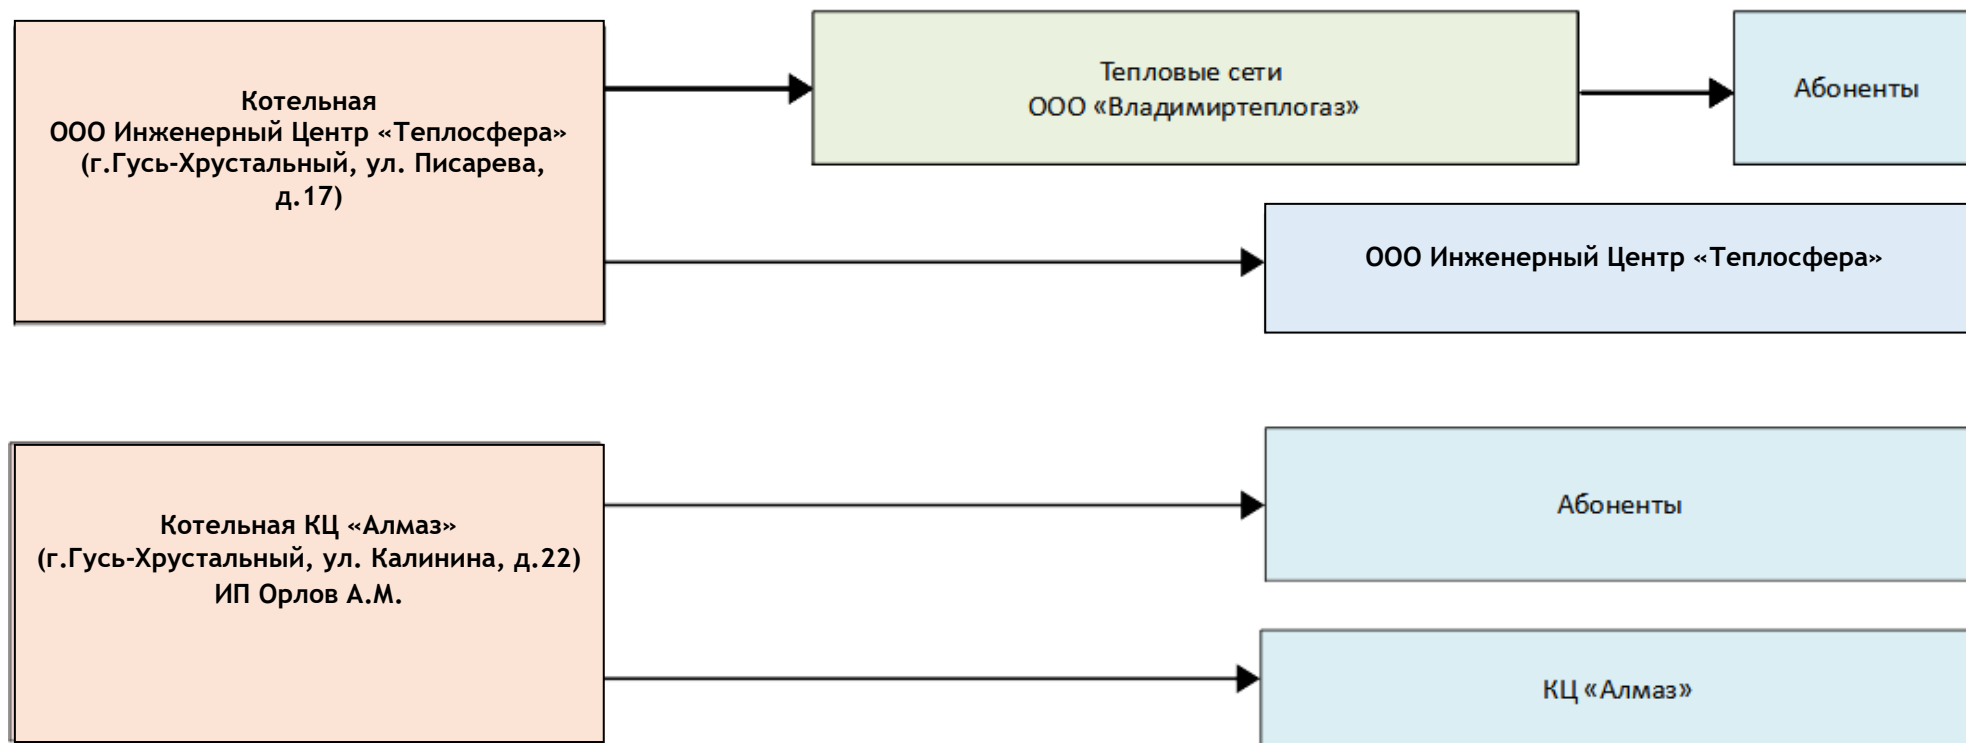 Котельная
ООО Инженерный Центр «Теплосфера»
(г.Гусь-Хрустальный, ул. Писарева,
д.17)
Тепловые сети
ООО «Владимиртеплогаз»
Абоненты
ООО Инженерный Центр «Теплосфера»
Котельная КЦ «Алмаз»
(г.Гусь-Хрустальный, ул. Калинина, д.22)
ИП Орлов А.М.
Абоненты
КЦ «Алмаз»